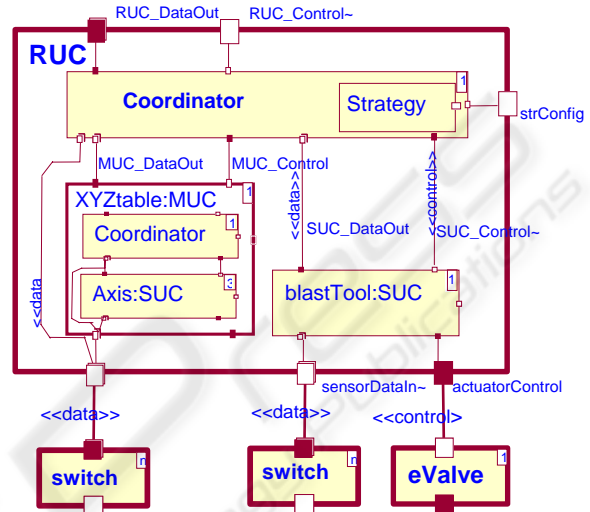 RUC_DataOut RUC_Control~
RUC
1
Coordinator
Strategy
strConfig
MUC_DataOut MUC_Control
<<data>>
<<control>>
XYZtable:MUC 1
Coordinator 1
SUC_DataOut SUC_Control~
Axis:SUC 3
blastTool:SUC 1
<<data
sensorDataIn~ actuatorControl
<<data>> <<data>> <<control>
switch n
switch n
eValve 1